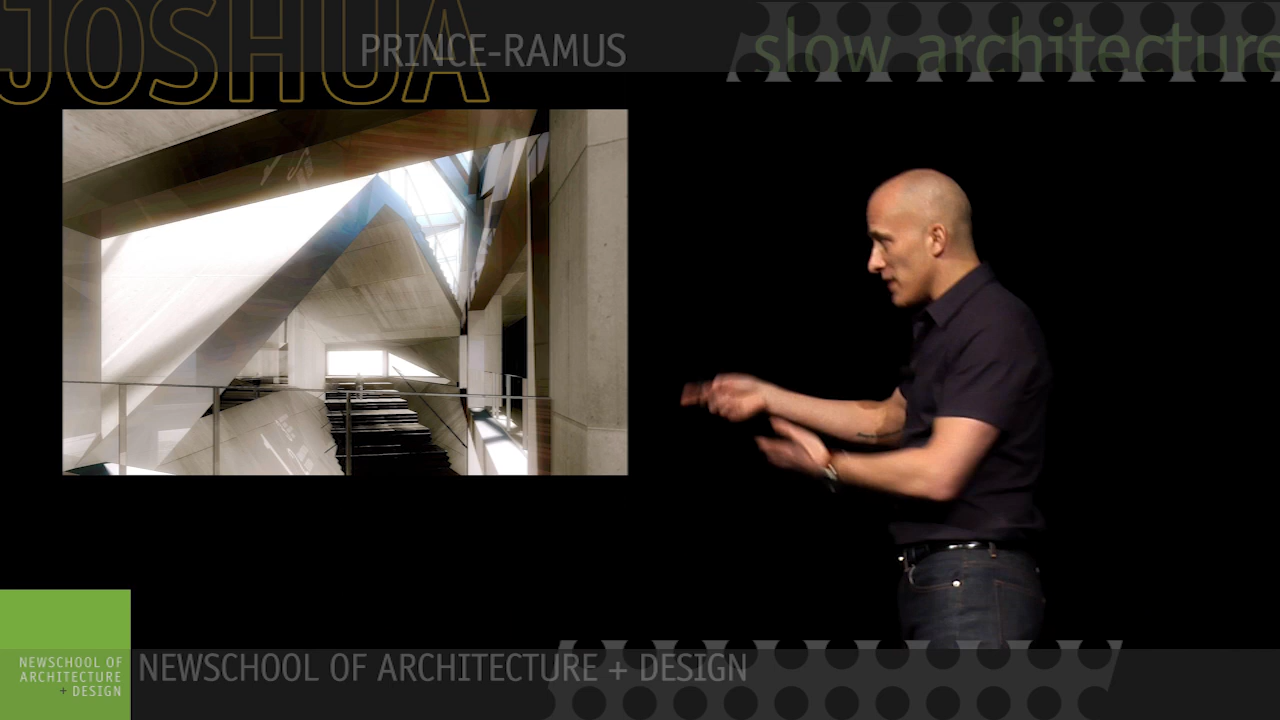 JOSHUA
PRINCE-RAMUS
slow architecture
NEWSCHOOL OF
ARCHITECTURE
+ DESIGN
NEWSCHOOL OF ARCHITECTURE + DESIGN